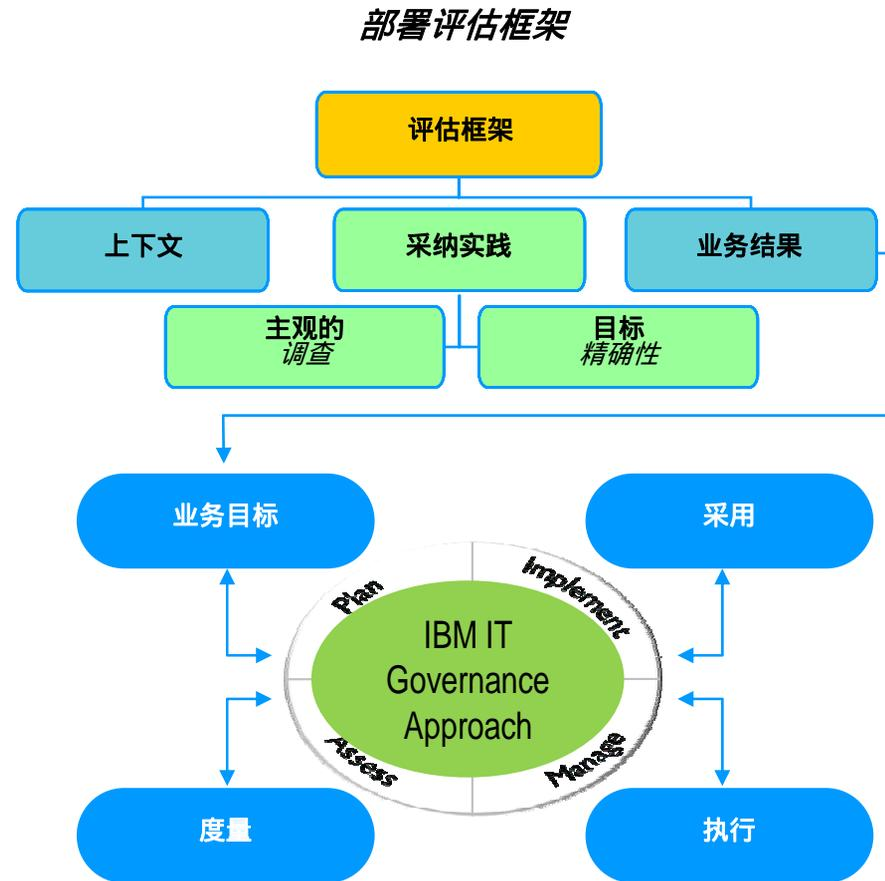 部署评估框架
评估框架
上下文
采纳实践
业务结果
主观的
调查
目标
精确性
业务目标
采用
Plan
Implement
IBM IT
Governance
Approach
Assess
Manage
度量
执行